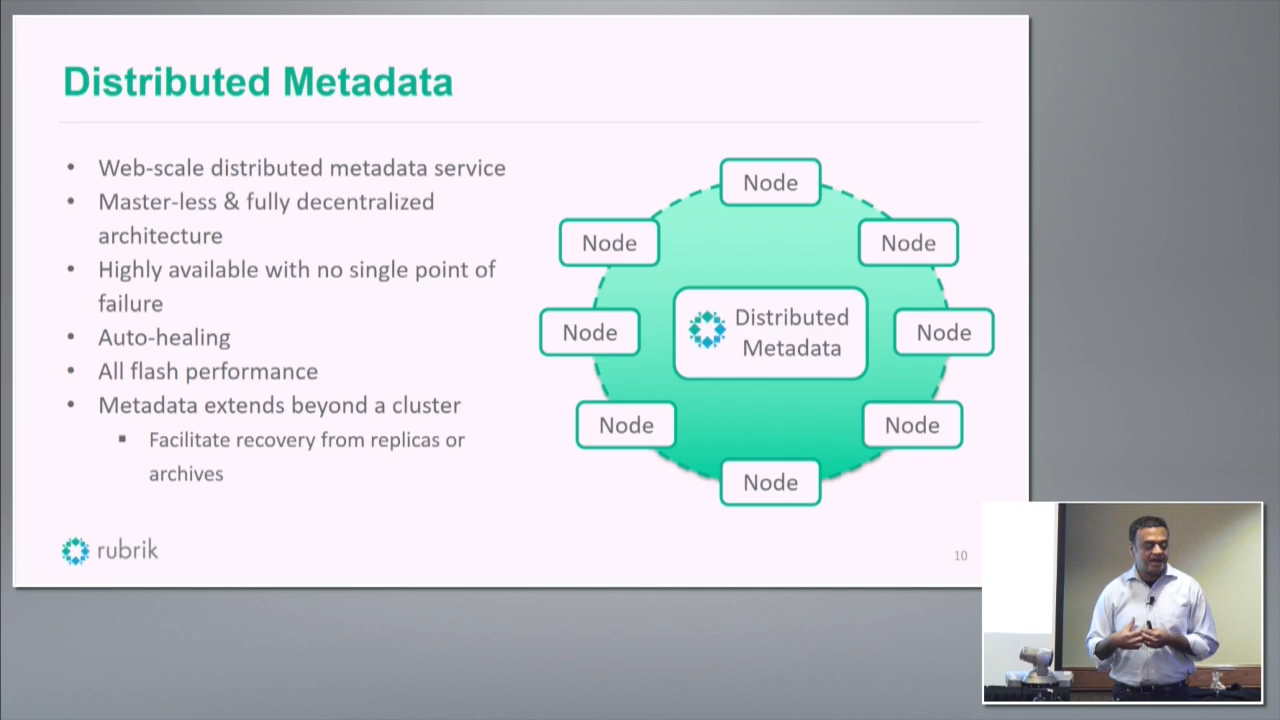 Distributed Metadata
• Web-scale distributed metadata service
• Master-less & fully decentralized
architecture
• Highly available with no single point of
failure
• Auto-healing
• All flash performance
• Metadata extends beyond a cluster
▪ Facilitate recovery from replicas or
archives
Node
Node
Node
Node
Distributed
Metadata
Node
Node
Node
Node
rubrik
10